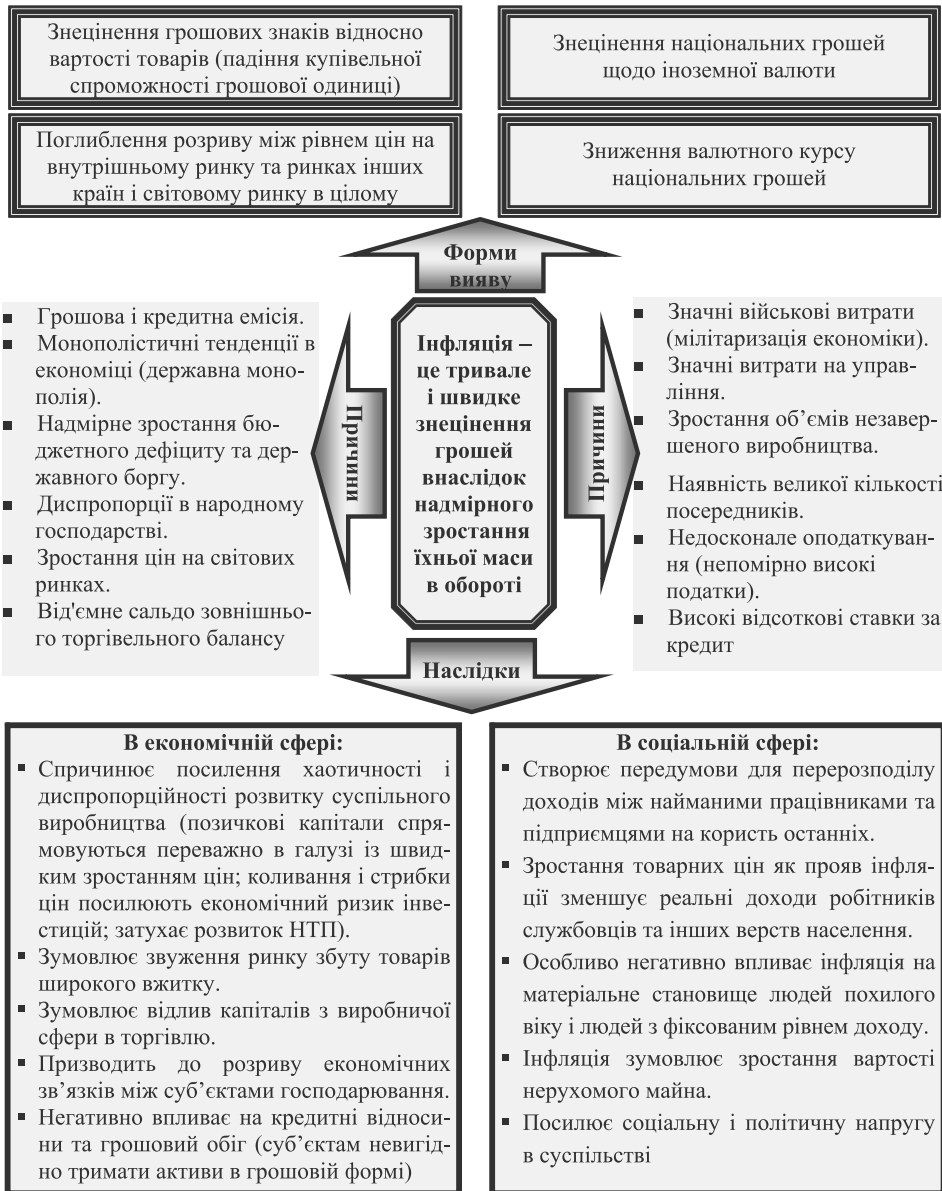 Знецінення грошових знаків відносно
вартості товарів (падіння купівельної
спроможності грошової одиниці)
Знецінення національних грошей
щодо іноземної валюти
Поглиблення розриву між рівнем цін на
внутрішньому ринку та ринках інших
країн і світовому ринку в цілому
Зниження валютного курсу
національних грошей
Форми
вияву
▪ Грошова і кредитна емісія.
▪ Монополістичні тенденції в
економіці (державна моно-
полія).
▪ Надмірне зростання бю-
джетного дефіциту та дер-
жавного боргу.
▪ Диспропорції в народному
господарстві.
▪ Зростання цін на світових
ринках.
▪ Від'ємне сальдо зовнішньо-
го торгівельного балансу
Причини
Інфляція –
це тривале
і швидке
знецінення
грошей
внаслідок
надмірного
зростання
їхньої маси
в обороті
Причини
▪ Значні військові витрати
(мілітаризація економіки).
▪ Значні витрати на управ-
ління.
▪ Зростання об’ємів незавер-
шеного виробництва.
▪ Наявність великої кількості
посередників.
▪ Недосконале оподаткуван-
ня (непомірно високі
податки).
▪ Високі відсоткові ставки за
кредит
Наслідки
В економічній сфері:
▪ Спричинює посилення хаотичності і
диспропорційності розвитку суспільного
виробництва (позичкові капітали спря-
мовуються переважно в галузі із швид-
ким зростанням цін; коливання і стрибки
цін посилюють економічний ризик інве-
стицій; затухає розвиток НТП).
▪ Зумовлює звуження ринку збуту товарів
широкого вжитку.
▪ Зумовлює відлив капіталів з виробничої
сфери в торгівлю.
▪ Призводить до розриву економічних
зв’язків між суб’єктами господарювання.
▪ Негативно впливає на кредитні відноси-
ни та грошовий обіг (суб’єктам невигід-
но тримати активи в грошовій формі)
В соціальній сфері:
▪ Створює передумови для перерозподілу
доходів між найманими працівниками та
підприємцями на користь останніх.
▪ Зростання товарних цін як прояв інфля-
ції зменшує реальні доходи робітників
службовців та інших верств населення.
▪ Особливо негативно впливає інфляція на
матеріальне становище людей похилого
віку і людей з фіксованим рівнем доходу.
▪ Інфляція зумовлює зростання вартості
нерухомого майна.
▪ Посилює соціальну і політичну напругу
в суспільстві